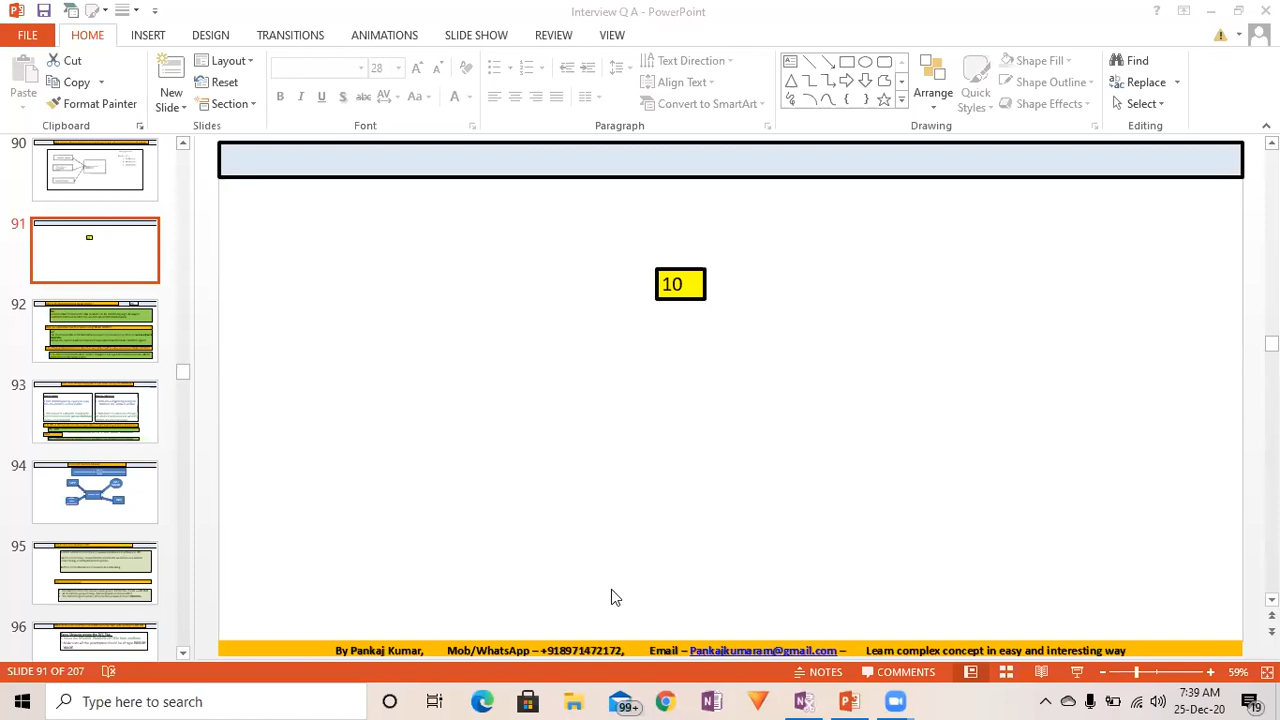 Interview Q A - PowerPoint
FILE HOME INSERT DESIGN TRANSITIONS ANIMATIONS SLIDE SHOW REVIEW VIEW
Paste Cut
Copy
Format Painter
Clipboard
New
Slide
Layout
Reset
Section
Slides
28
B I U S abc AV Aa A
Font
Text Direction
Align Text
Convert to SmartArt
Paragraph
Arrange
Quick
Styles
Shape Fill
Shape Outline
Shape Effects
Drawing
Find
Replace
Select
Editing
90
91
92
93
94
95
96
10
By Pankaj Kumar, Mob/WhatsApp – +918971472172, Email – Pankajkumaram@gmail.com – Learn complex concept in easy and interesting way
SLIDE 91 OF 207 NOTES COMMENTS 59%
Type here to search
99+
7:39 AM
25-Dec-20
19